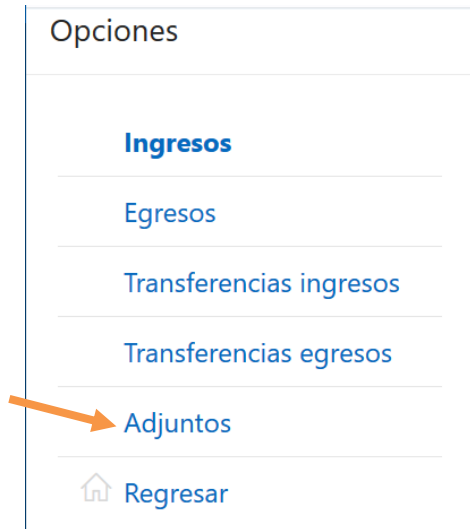 Opciones
Ingresos
Egresos
Transferencias ingresos
Transferencias egresos
Adjuntos
Regresar